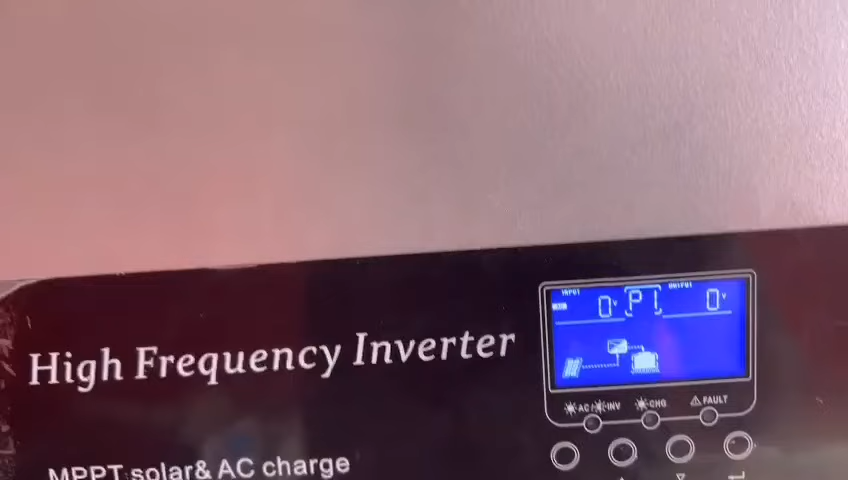 INPUT P1 OUTPUT
0V 0V
High Frequency Inverter
AC/INV CHG FAULT
MPPT solar& AC charge